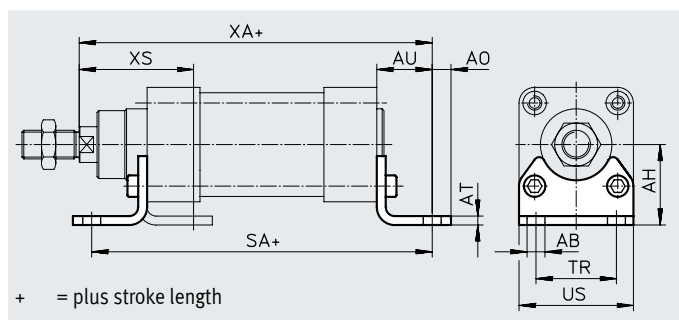 XA+
XS
AU
AO
AT
SA+
AH
AB
TR
US
+ = plus stroke length